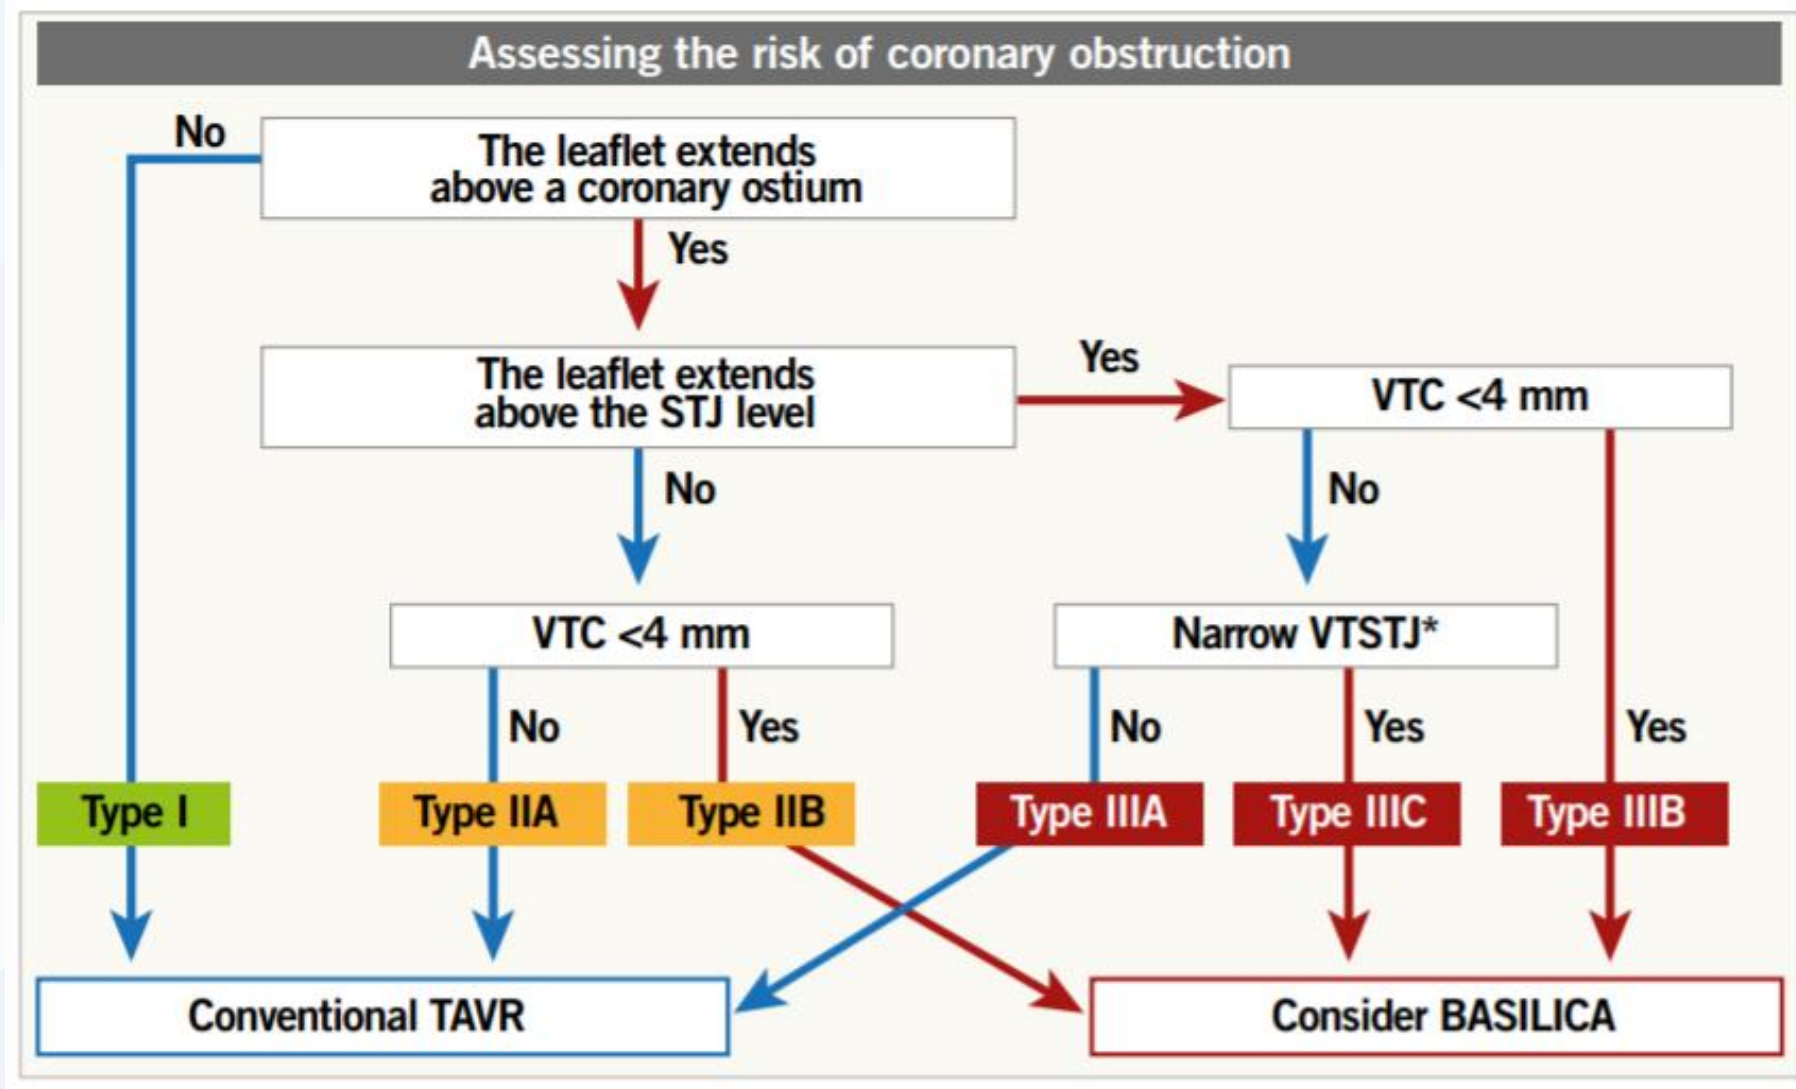 Assessing the risk of coronary obstruction
No
The leaflet extends
above a coronary ostium
Yes
The leaflet extends
above the STJ level
Yes
VTC <4 mm
No
No
VTC <4 mm
Narrow VTSTJ*
No
Yes
No
Yes
Yes
Type I
Type IIA
Type IIB
Type IIIA
Type IIIC
Type IIIB
Conventional TAVR
Consider BASILICA